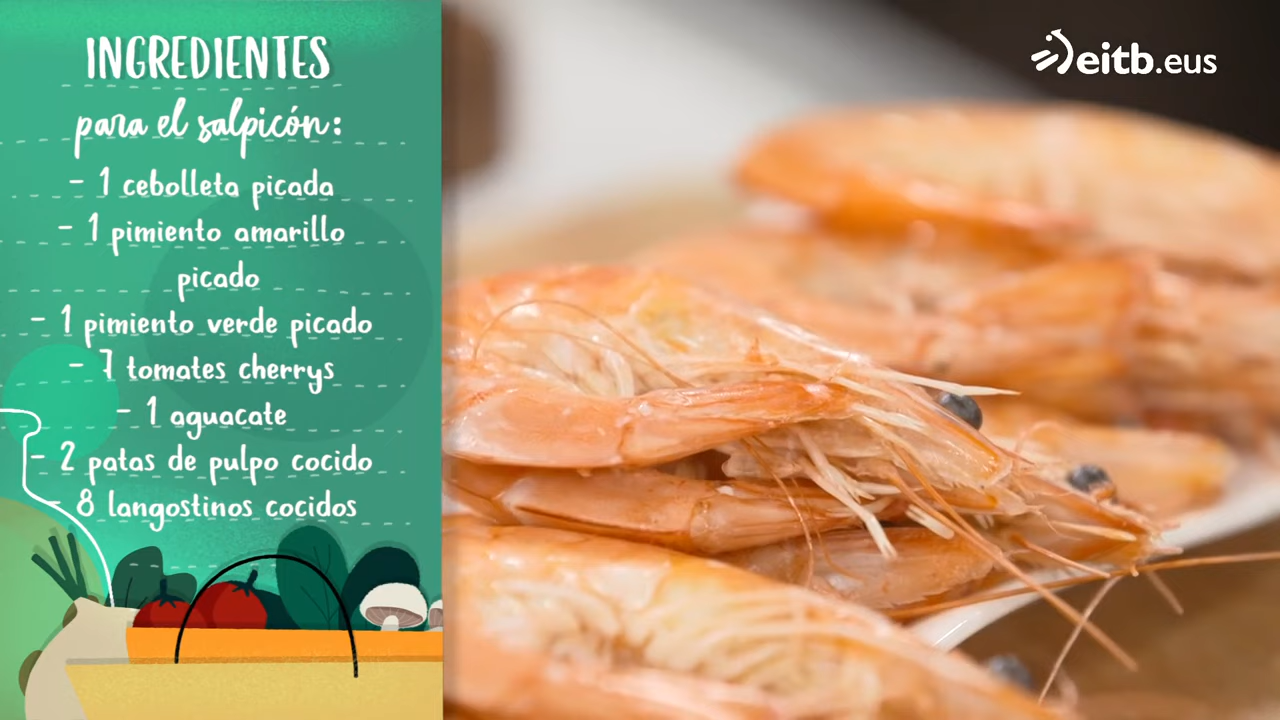 INGREDIENTES
para el salpicón:
- 1 cebolleta picada
- 1 pimiento amarillo
picado
- 1 pimiento verde picado
- 7 tomates cherrys
- 1 aguacate
- 2 patas de pulpo cocido
- 8 langostinos cocidos
eitb.eus